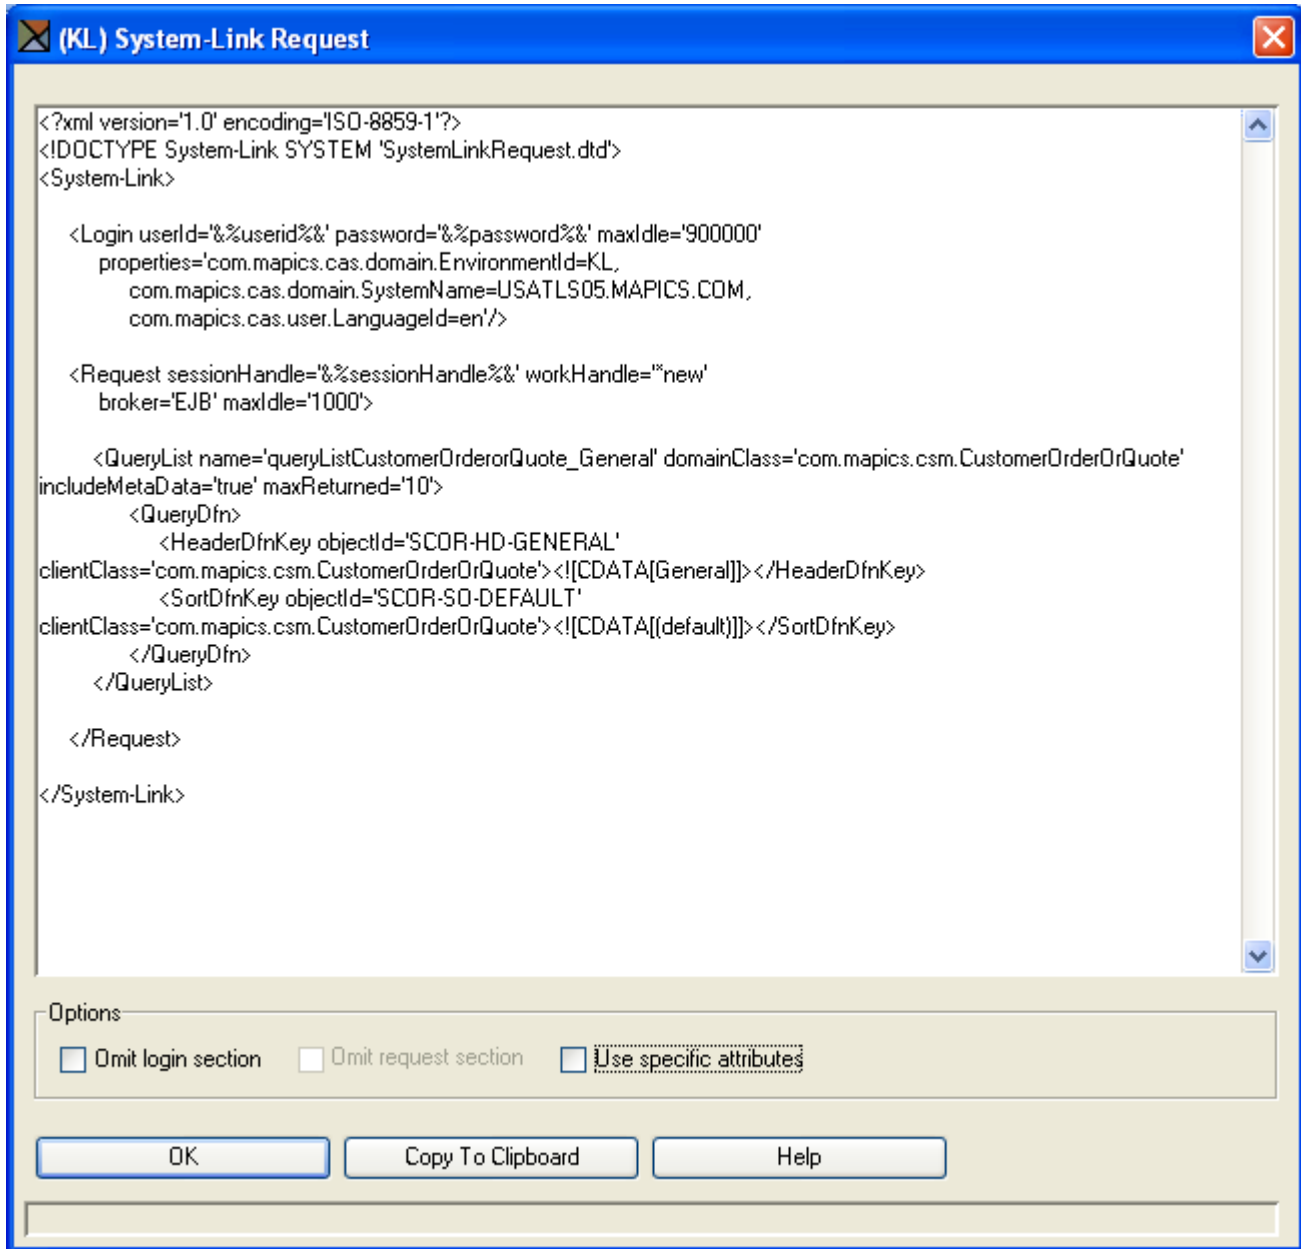 (KL) System-Link Request
<?xml version='1.0' encoding='ISO-8859-1'?>
<!DOCTYPE System-Link SYSTEM 'SystemLinkRequest.dtd'>
<System-Link>
<Login userId='&%userid%&' password='&%password%&' maxIdle='900000'
properties='com.mapics.cas.domain.EnvironmentId=KL,
com.mapics.cas.domain.SystemName=USATLS05.MAPICS.COM,
com.mapics.cas.user.LanguageId=en'/>
<Request sessionHandle='&%sessionHandle%&' workHandle='*new'
broker='EJB' maxIdle='1000'>
<QueryList name='queryListCustomerOrderorQuote_General' domainClass='com.mapics.csm.CustomerOrderOrQuote'
includeMetaData='true' maxReturned='10'>
<QueryDfn>
<HeaderDfnKey objectId='SCOR-HD-GENERAL'
clientClass='com.mapics.csm.CustomerOrderOrQuote'><![CDATA[General]]></HeaderDfnKey>
<SortDfnKey objectId='SCOR-SO-DEFAULT'
clientClass='com.mapics.csm.CustomerOrderOrQuote'><![CDATA[(default)]]></SortDfnKey>
</QueryDfn>
</QueryList>
</Request>
</System-Link>
Options
Omit login section Omit request section Use specific attributes
OK Copy To Clipboard Help